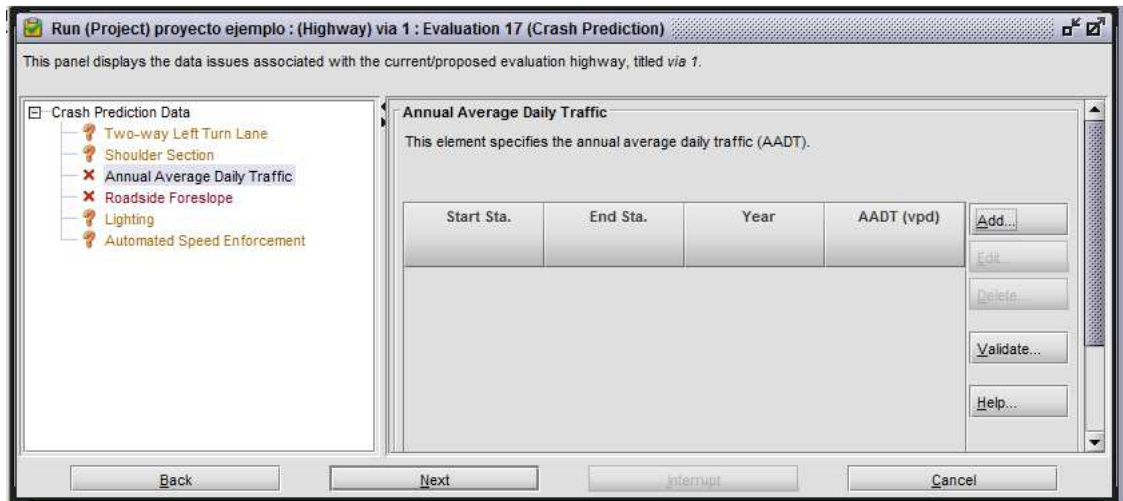 Run (Project) proyecto ejemplo : (Highway) via 1 : Evaluation 17 (Crash Prediction)
This panel displays the data issues associated with the current/proposed evaluation highway, titled via 1.
Crash Prediction Data
Two-way Left Turn Lane
Shoulder Section
Annual Average Daily Traffic
Roadside Foreslope
Lighting
Automated Speed Enforcement
Annual Average Daily Traffic
This element specifies the annual average daily traffic (AADT).
Start Sta. End Sta. Year AADT (vpd)
Add...
Edit...
Delete...
Validate...
Help...
Back Next Interrupt Cancel